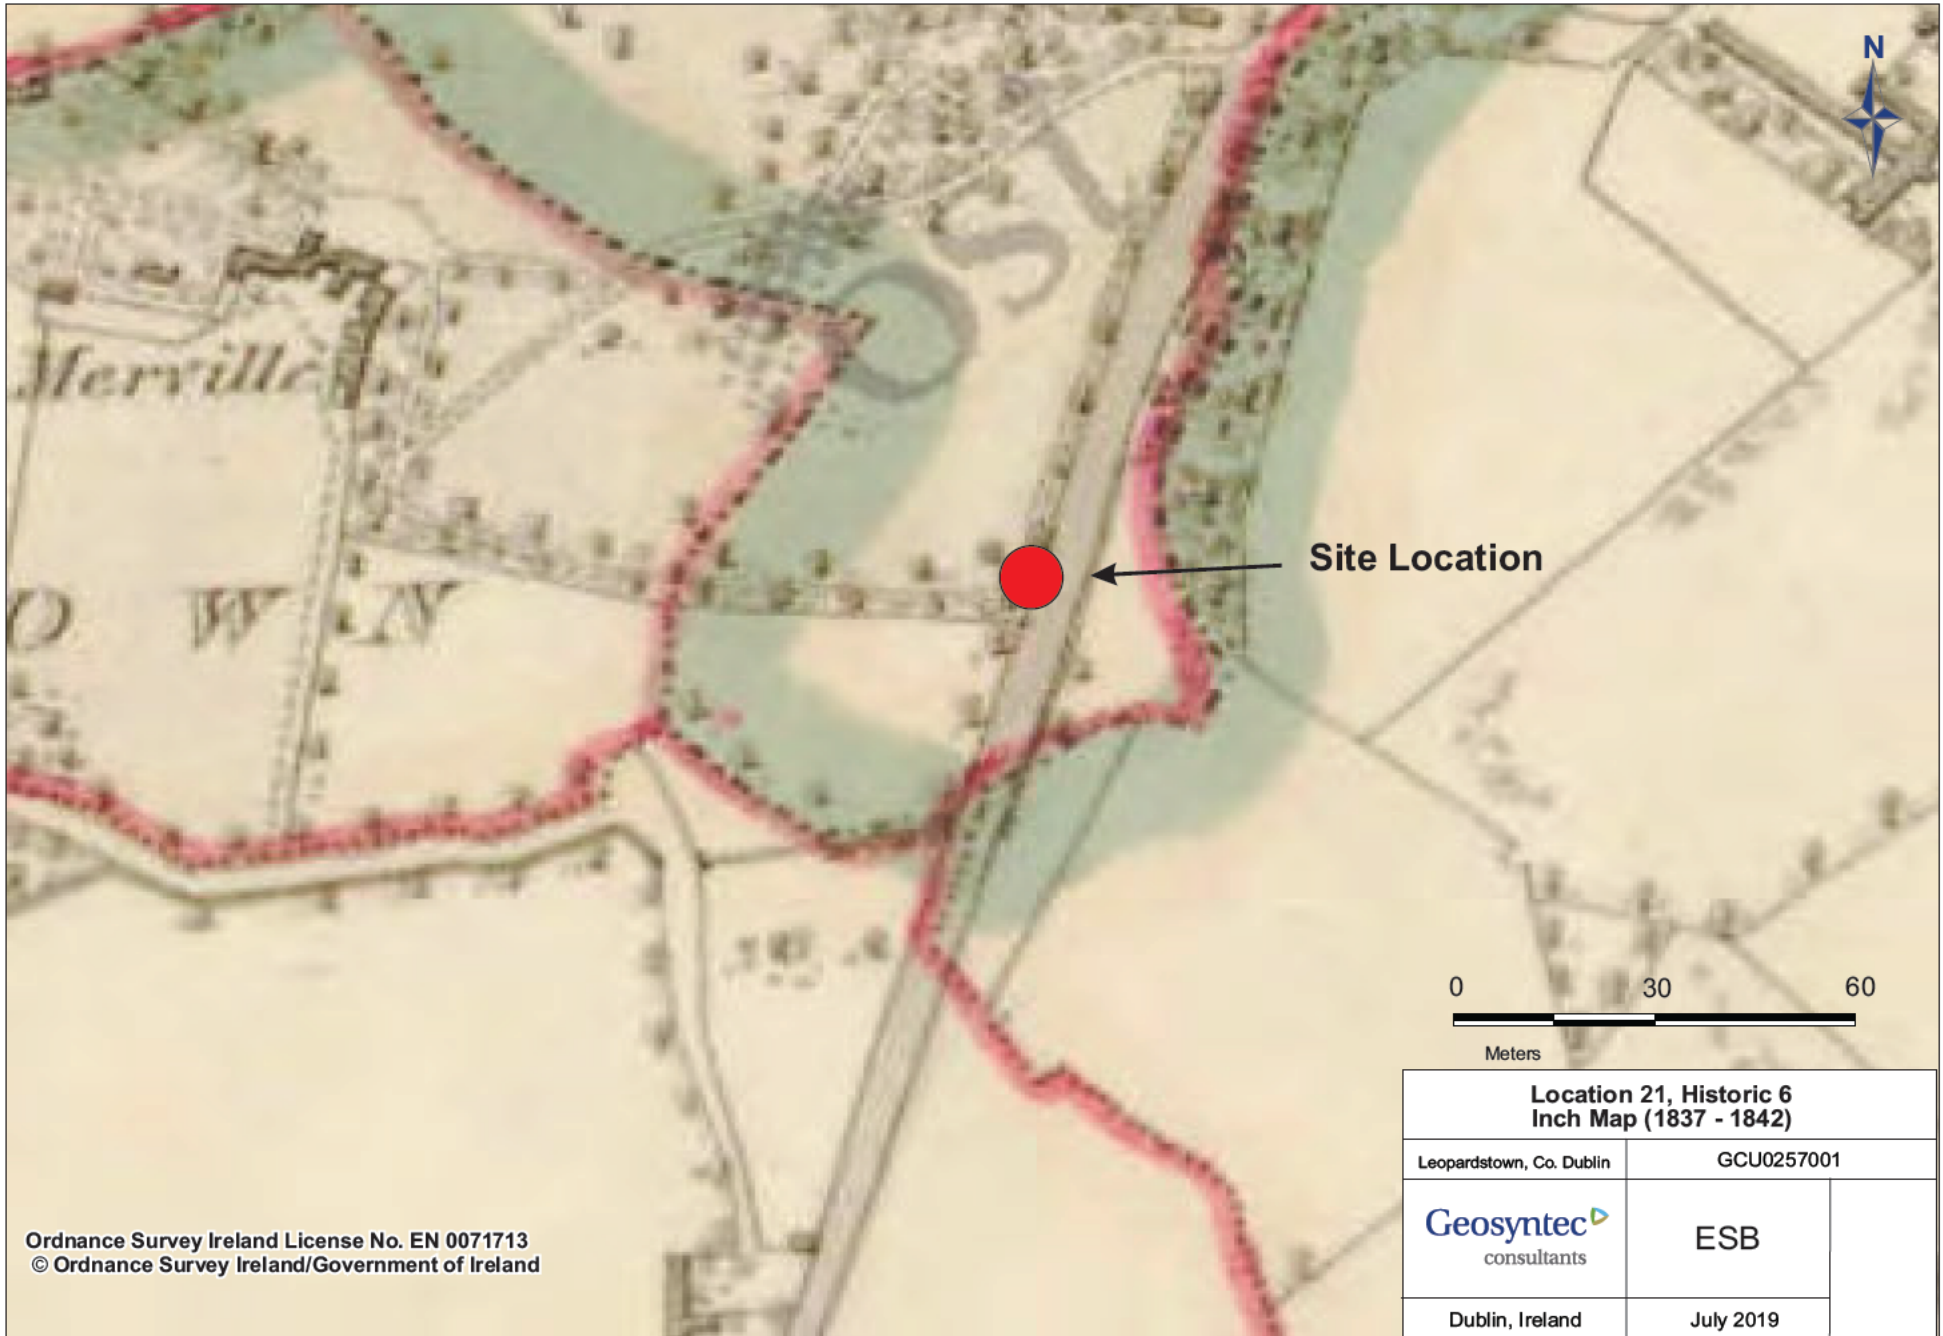 N
OSI
Merville
OWN
Site Location
0 30 60
Meters
Location 21, Historic 6
Inch Map (1837 - 1842)
Leopardstown, Co. Dublin
GCU0257001
Geosyntec
consultants
ESB
Dublin, Ireland
July 2019
Ordnance Survey Ireland License No. EN 0071713
© Ordnance Survey Ireland/Government of Ireland